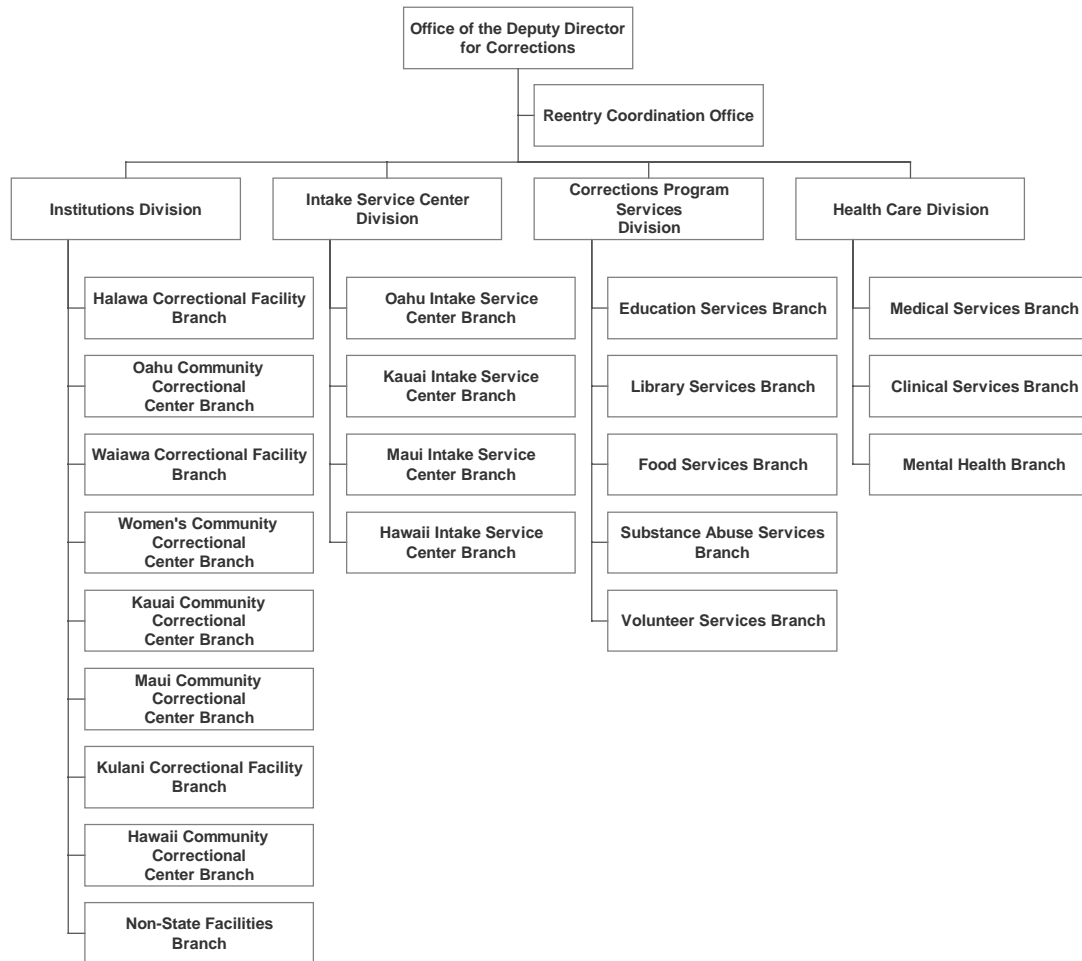 Office of the Deputy Director
for Corrections
Reentry Coordination Office
Institutions Division
Intake Service Center
Division
Corrections Program
Services
Division
Health Care Division
Halawa Correctional Facility
Branch
Oahu Community
Correctional
Center Branch
Waiawa Correctional Facility
Branch
Women's Community
Correctional
Center Branch
Kauai Community
Correctional
Center Branch
Maui Community
Correctional
Center Branch
Kulani Correctional Facility
Branch
Hawaii Community
Correctional
Center Branch
Non-State Facilities
Branch
Oahu Intake Service
Center Branch
Kauai Intake Service
Center Branch
Maui Intake Service
Center Branch
Hawaii Intake Service
Center Branch
Education Services Branch
Library Services Branch
Food Services Branch
Substance Abuse Services
Branch
Volunteer Services Branch
Medical Services Branch
Clinical Services Branch
Mental Health Branch